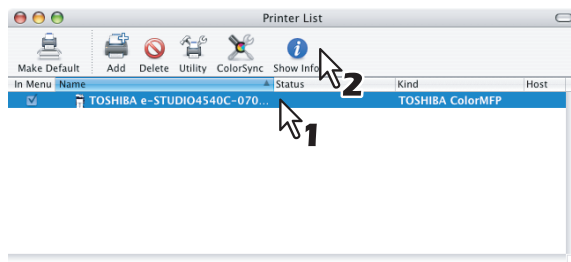 Printer List
Make Default Add Delete Utility ColorSync Show Info
In Menu Name Status Kind Host
TOSHIBA e-STUDIO4540C-070... TOSHIBA ColorMFP
2
1